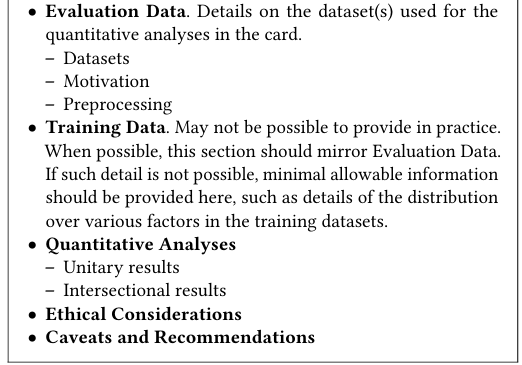 • Evaluation Data. Details on the dataset(s) used for the
quantitative analyses in the card.
– Datasets
– Motivation
– Preprocessing
• Training Data. May not be possible to provide in practice.
When possible, this section should mirror Evaluation Data.
If such detail is not possible, minimal allowable information
should be provided here, such as details of the distribution
over various factors in the training datasets.
• Quantitative Analyses
– Unitary results
– Intersectional results
• Ethical Considerations
• Caveats and Recommendations